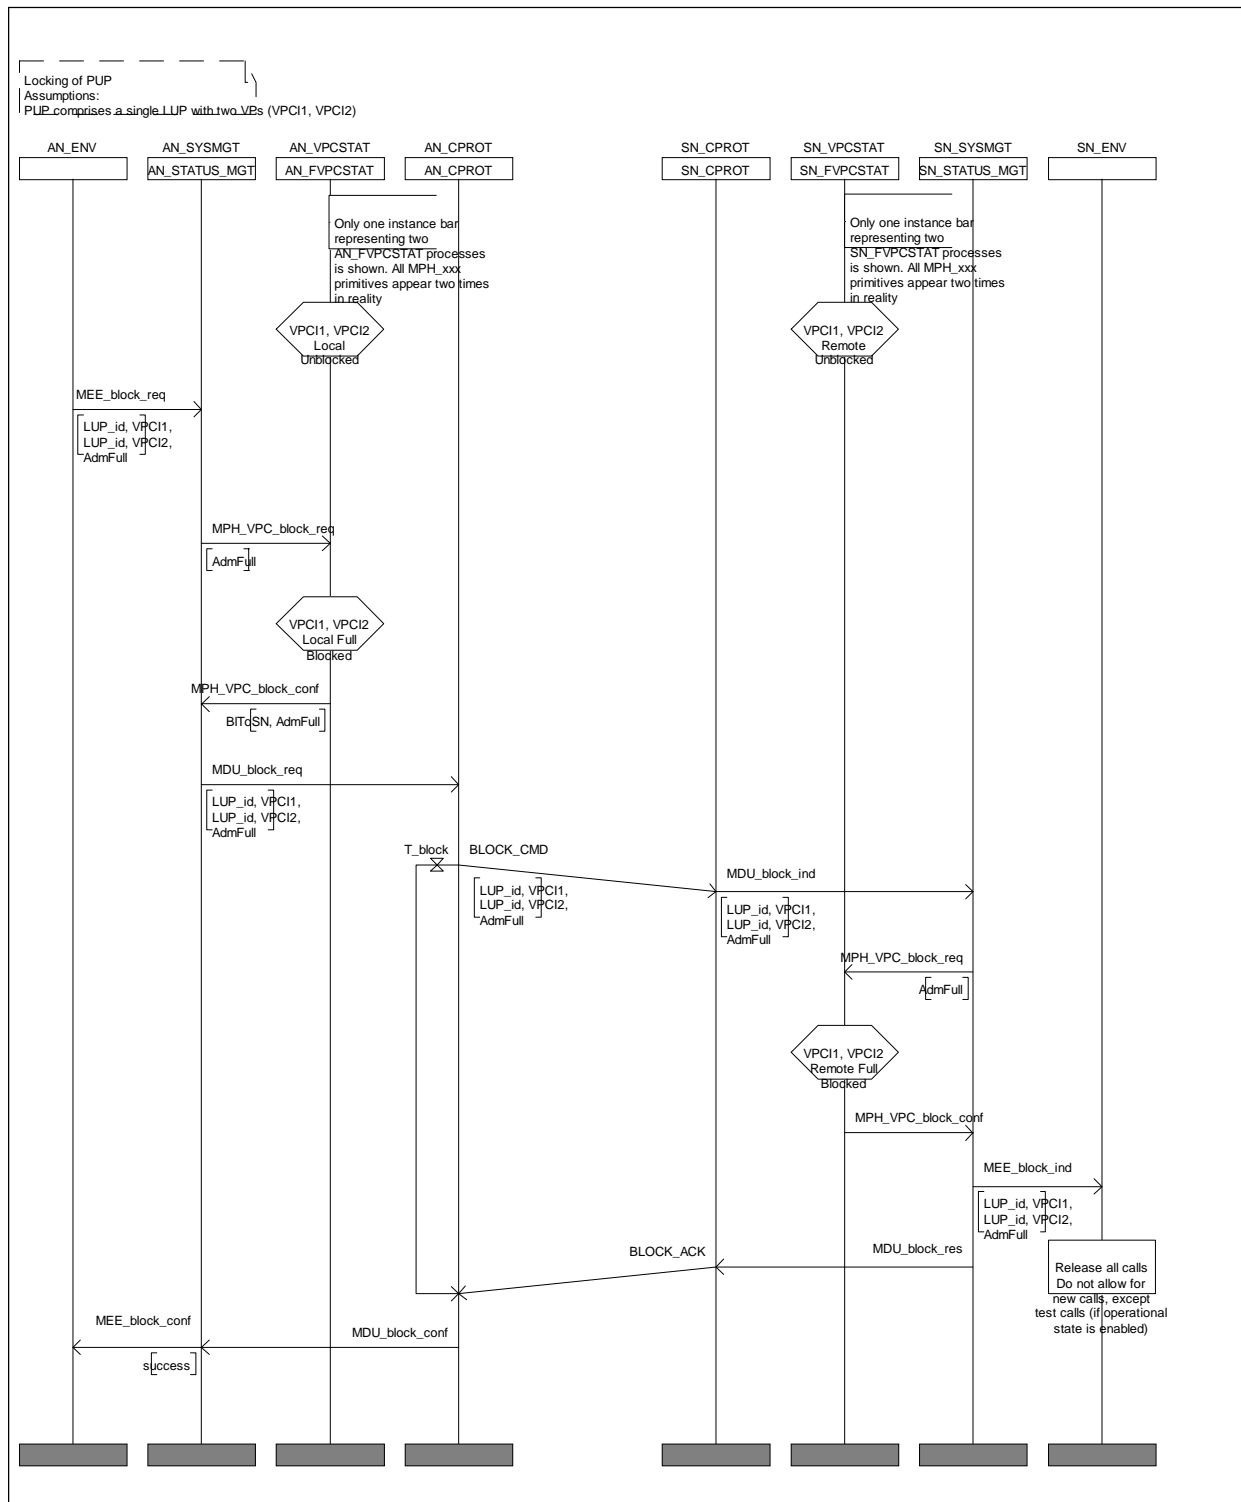 Locking of PUP
Assumptions:
PUP comprises a single LUP with two VPs (VPCI1, VPCI2)
AN_ENV
AN_SYSMGT
AN_VPCSTAT
AN_CPROT
SN_CPROT
SN_VPCSTAT
SN_SYSMGT
SN_ENV
AN_STATUS_MGT
AN_FVPCSTAT
AN_CPROT
SN_CPROT
SN_FVPCSTAT
SN_STATUS_MGT
Only one instance bar
representing two
AN_FVPCSTAT processes
is shown. All MPH_xxx
primitives appear two times
in reality
Only one instance bar
representing two
SN_FVPCSTAT processes
is shown. All MPH_xxx
primitives appear two times
in reality
VPCI1, VPCI2
Local
Unblocked
VPCI1, VPCI2
Remote
Unblocked
MEE_block_req
LUP_id, VPCI1,
LUP_id, VPCI2,
AdmFull
MPH_VPC_block_req
AdmFull
VPCI1, VPCI2
Local Full
Blocked
MPH_VPC_block_conf
BlToSN, AdmFull
MDU_block_req
LUP_id, VPCI1,
LUP_id, VPCI2,
AdmFull
T_block
BLOCK_CMD
LUP_id, VPCI1,
LUP_id, VPCI2,
AdmFull
MDU_block_ind
LUP_id, VPCI1,
LUP_id, VPCI2,
AdmFull
MPH_VPC_block_req
AdmFull
VPCI1, VPCI2
Remote Full
Blocked
MPH_VPC_block_conf
MEE_block_ind
LUP_id, VPCI1,
LUP_id, VPCI2,
AdmFull
BLOCK_ACK
MDU_block_res
Release all calls
Do not allow for
new calls, except
test calls (if operational
state is enabled)
MEE_block_conf
success
MDU_block_conf